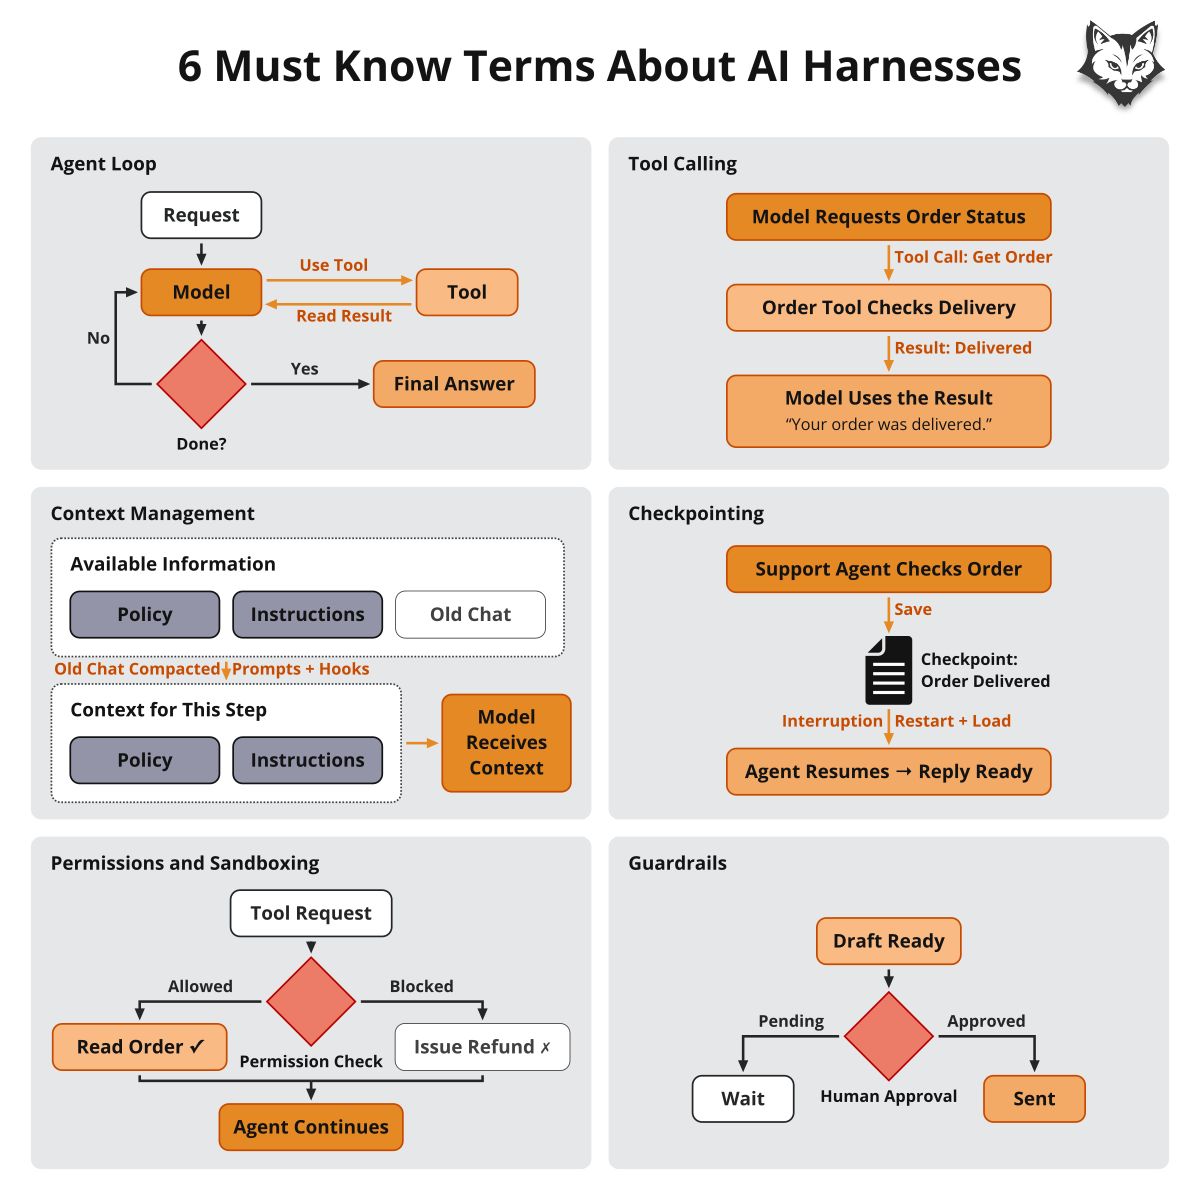 6 Must Know Terms About AI Harnesses
Agent Loop
Request
Model
Use Tool
Read Result
Tool
No
Yes
Final Answer
Done?
Tool Calling
Model Requests Order Status
Tool Call: Get Order
Order Tool Checks Delivery
Result: Delivered
Model Uses the Result
“Your order was delivered.”
Context Management
Available Information
Policy
Instructions
Old Chat
Old Chat Compacted
Prompts + Hooks
Context for This Step
Policy
Instructions
Model
Receives
Context
Checkpointing
Support Agent Checks Order
Save
Checkpoint:
Order Delivered
Interruption
Restart + Load
Agent Resumes → Reply Ready
Permissions and Sandboxing
Tool Request
Allowed
Blocked
Read Order ✓
Permission Check
Issue Refund ✗
Agent Continues
Guardrails
Draft Ready
Pending
Approved
Wait
Human Approval
Sent